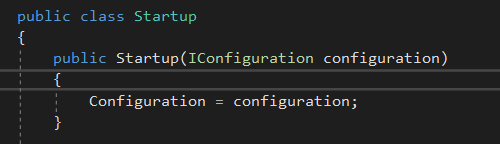 public class Startup
{
public Startup(IConfiguration configuration)
{
Configuration = configuration;
}